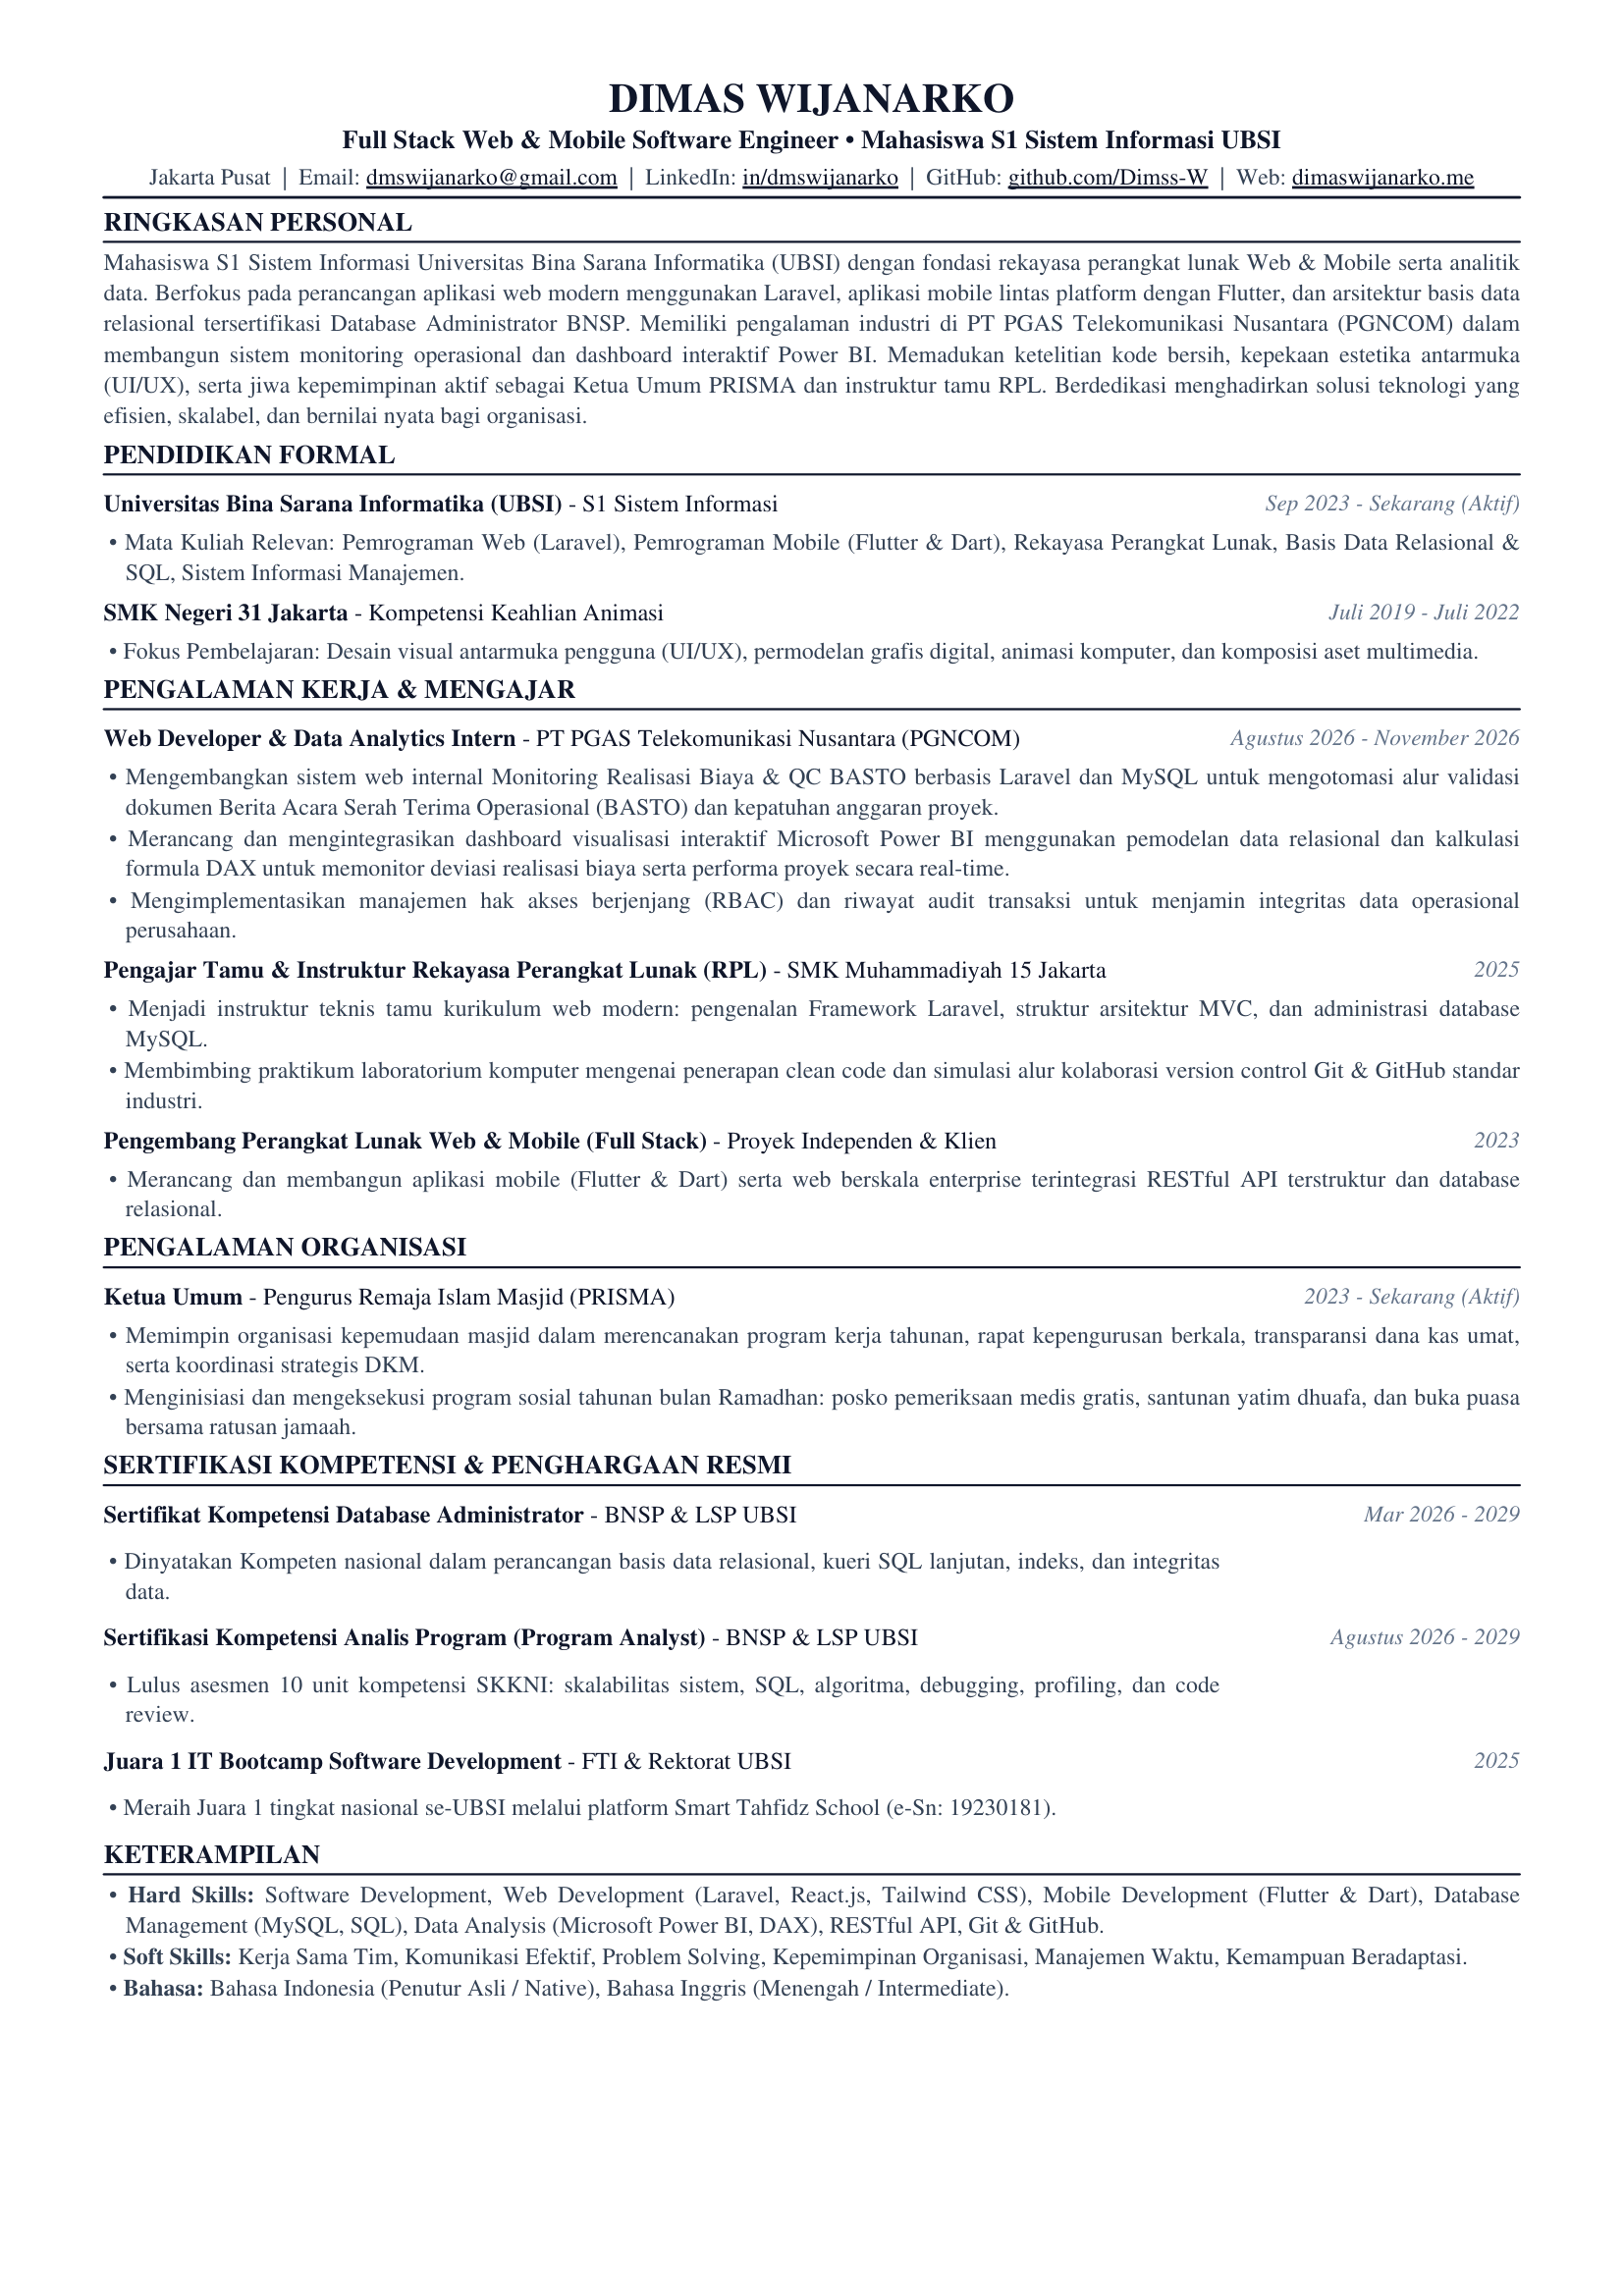 DIMAS WIJANARKO
Full Stack Web & Mobile Software Engineer • Mahasiswa S1 Sistem Informasi UBSI
Jakarta Pusat | Email: dmswijanarko@gmail.com | LinkedIn: in/dmswijanarko | GitHub: github.com/Dimss-W | Web: dimaswijanarko.me
RINGKASAN PERSONAL
Mahasiswa S1 Sistem Informasi Universitas Bina Sarana Informatika (UBSI) dengan fondasi rekayasa perangkat lunak Web & Mobile serta analitik
data. Berfokus pada perancangan aplikasi web modern menggunakan Laravel, aplikasi mobile lintas platform dengan Flutter, dan arsitektur basis data
relasional tersertifikasi Database Administrator BNSP. Memiliki pengalaman industri di PT PGAS Telekomunikasi Nusantara (PGNCOM) dalam
membangun sistem monitoring operasional dan dashboard interaktif Power BI. Memadukan ketelitian kode bersih, kepekaan estetika antarmuka
(UI/UX), serta jiwa kepemimpinan aktif sebagai Ketua Umum PRISMA dan instruktur tamu RPL. Berdedikasi menghadirkan solusi teknologi yang
efisien, skalabel, dan bernilai nyata bagi organisasi.
PENDIDIKAN FORMAL
Universitas Bina Sarana Informatika (UBSI) - S1 Sistem Informasi Sep 2023 - Sekarang (Aktif)
• Mata Kuliah Relevan: Pemrograman Web (Laravel), Pemrograman Mobile (Flutter & Dart), Rekayasa Perangkat Lunak, Basis Data Relasional &
SQL, Sistem Informasi Manajemen.
SMK Negeri 31 Jakarta - Kompetensi Keahlian Animasi Juli 2019 - Juli 2022
• Fokus Pembelajaran: Desain visual antarmuka pengguna (UI/UX), permodelan grafis digital, animasi komputer, dan komposisi aset multimedia.
PENGALAMAN KERJA & MENGAJAR
Web Developer & Data Analytics Intern - PT PGAS Telekomunikasi Nusantara (PGNCOM) Agustus 2026 - November 2026
• Mengembangkan sistem web internal Monitoring Realisasi Biaya & QC BASTO berbasis Laravel dan MySQL untuk mengotomasi alur validasi
dokumen Berita Acara Serah Terima Operasional (BASTO) dan kepatuhan anggaran proyek.
• Merancang dan mengintegrasikan dashboard visualisasi interaktif Microsoft Power BI menggunakan pemodelan data relasional dan kalkulasi
formula DAX untuk memonitor deviasi realisasi biaya serta performa proyek secara real-time.
• Mengimplementasikan manajemen hak akses berjenjang (RBAC) dan riwayat audit transaksi untuk menjamin integritas data operasional
perusahaan.
Pengajar Tamu & Instruktur Rekayasa Perangkat Lunak (RPL) - SMK Muhammadiyah 15 Jakarta 2025
• Menjadi instruktur teknis tamu kurikulum web modern: pengenalan Framework Laravel, struktur arsitektur MVC, dan administrasi database
MySQL.
• Membimbing praktikum laboratorium komputer mengenai penerapan clean code dan simulasi alur kolaborasi version control Git & GitHub standar
industri.
Pengembang Perangkat Lunak Web & Mobile (Full Stack) - Proyek Independen & Klien 2023
• Merancang dan membangun aplikasi mobile (Flutter & Dart) serta web berskala enterprise terintegrasi RESTful API terstruktur dan database
relasional.
PENGALAMAN ORGANISASI
Ketua Umum - Pengurus Remaja Islam Masjid (PRISMA) 2023 - Sekarang (Aktif)
• Memimpin organisasi kepemudaan masjid dalam merencanakan program kerja tahunan, rapat kepengurusan berkala, transparansi dana kas umat,
serta koordinasi strategis DKM.
• Menginisiasi dan mengeksekusi program sosial tahunan bulan Ramadhan: posko pemeriksaan medis gratis, santunan yatim dhuafa, dan buka puasa
bersama ratusan jamaah.
SERTIFIKASI KOMPETENSI & PENGHARGAAN RESMI
Sertifikat Kompetensi Database Administrator - BNSP & LSP UBSI Mar 2026 - 2029
• Dinyatakan Kompeten nasional dalam perancangan basis data relasional, kueri SQL lanjutan, indeks, dan integritas
data.
Sertifikasi Kompetensi Analis Program (Program Analyst) - BNSP & LSP UBSI Agustus 2026 - 2029
• Lulus asesmen 10 unit kompetensi SKKNI: skalabilitas sistem, SQL, algoritma, debugging, profiling, dan code
review.
Juara 1 IT Bootcamp Software Development - FTI & Rektorat UBSI 2025
• Meraih Juara 1 tingkat nasional se-UBSI melalui platform Smart Tahfidz School (e-Sn: 19230181).
KETERAMPILAN
• Hard Skills: Software Development, Web Development (Laravel, React.js, Tailwind CSS), Mobile Development (Flutter & Dart), Database
Management (MySQL, SQL), Data Analysis (Microsoft Power BI, DAX), RESTful API, Git & GitHub.
• Soft Skills: Kerja Sama Tim, Komunikasi Efektif, Problem Solving, Kepemimpinan Organisasi, Manajemen Waktu, Kemampuan Beradaptasi.
• Bahasa: Bahasa Indonesia (Penutur Asli / Native), Bahasa Inggris (Menengah / Intermediate).